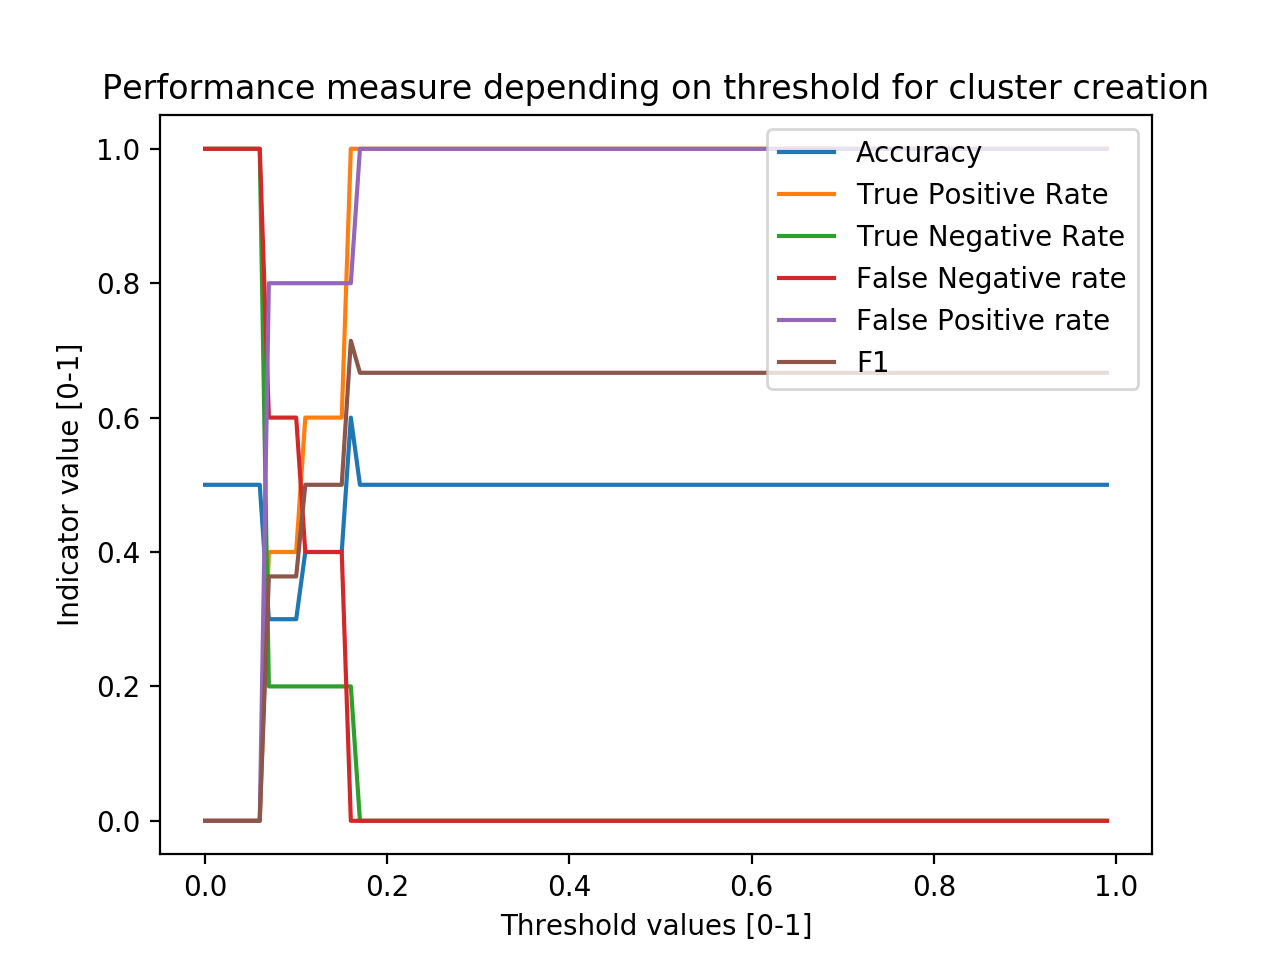 Performance measure depending on threshold for cluster creation
1.0
0.8
0.6
0.4
0.2
0.0
Indicator value [0-1]
Accuracy
True Positive Rate
True Negative Rate
False Negative rate
False Positive rate
F1
0.0 0.2 0.4 0.6 0.8 1.0
Threshold values [0-1]